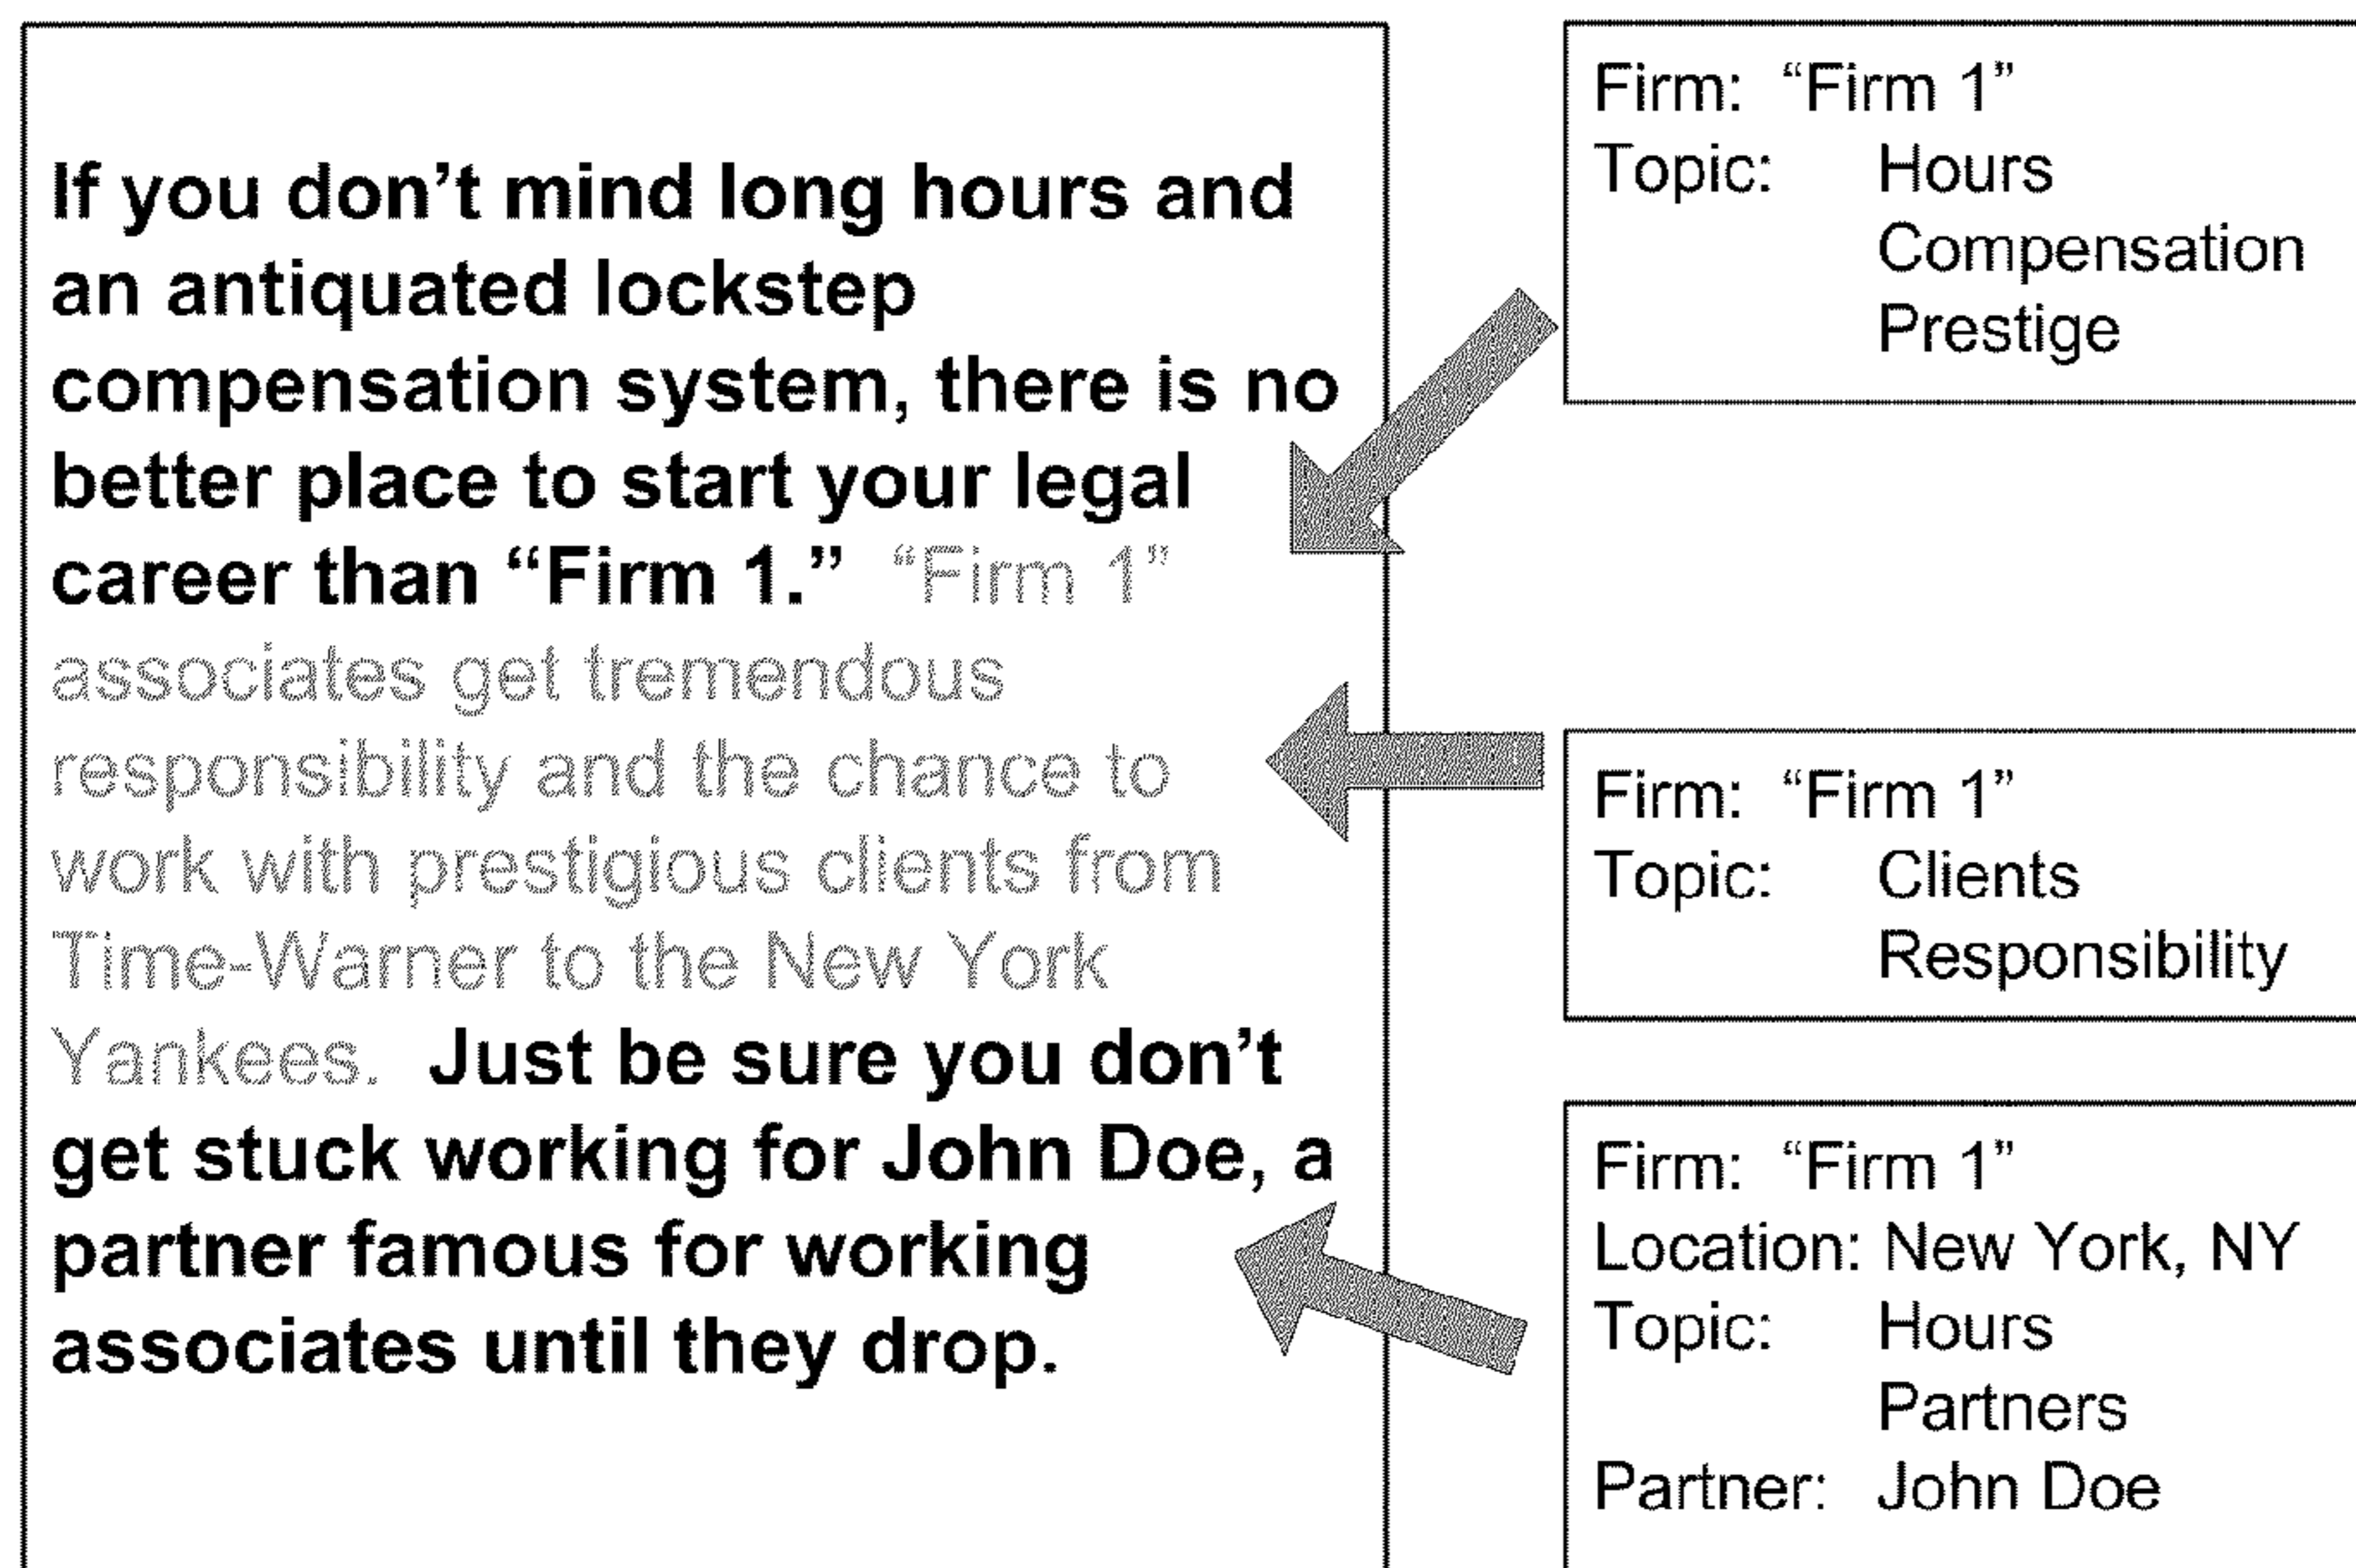 If you don’t mind long hours and
an antiquated lockstep
compensation system, there is no
better place to start your legal
career than “Firm 1.” “Firm 1”
associates get tremendous
responsibility and the chance to
work with prestigious clients from
Time-Warner to the New York
Yankees. Just be sure you don’t
get stuck working for John Doe, a
partner famous for working
associates until they drop.
Firm: “Firm 1”
Topic: Hours
Compensation
Prestige
Firm: “Firm 1”
Topic: Clients
Responsibility
Firm: “Firm 1”
Location: New York, NY
Topic: Hours
Partners
Partner: John Doe